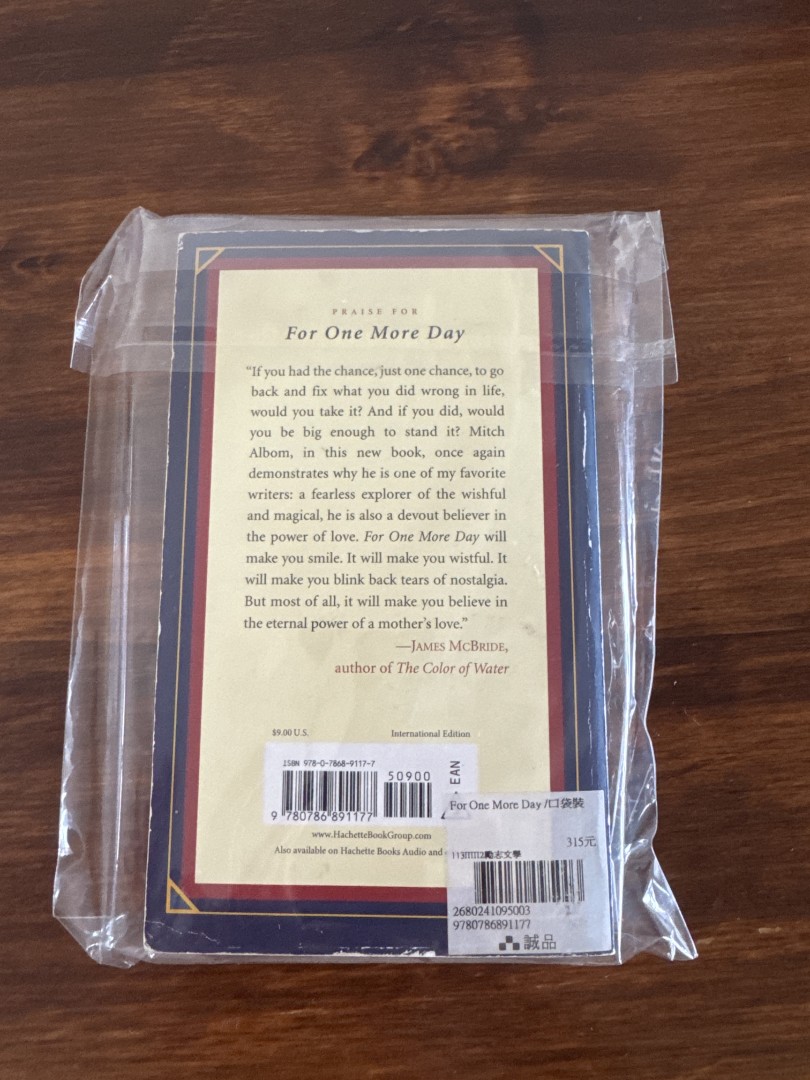 PRAISE FOR
For One More Day
“If you had the chance, just one chance, to go
back and fix what you did wrong in life,
would you take it? And if you did, would
you be big enough to stand it? Mitch
Albom, in this new book, once again
demonstrates why he is one of my favorite
writers: a fearless explorer of the wishful
and magical, he is also a devout believer in
the power of love. For One More Day will
make you smile. It will make you wistful. It
will make you blink back tears of nostalgia.
But most of all, it will make you believe in
the eternal power of a mother’s love.”
—JAMES MCBRIDE,
author of The Color of Water
$9.00 U.S. International Edition
ISBN 978-0-7868-9117-7
50900
EAN
9 780786 891177
www.HachetteBookGroup.com
Also available on Hachette Books Audio and
For One More Day /口袋裝
315元
勵志文學
2680241095003
9780786891177
誠品